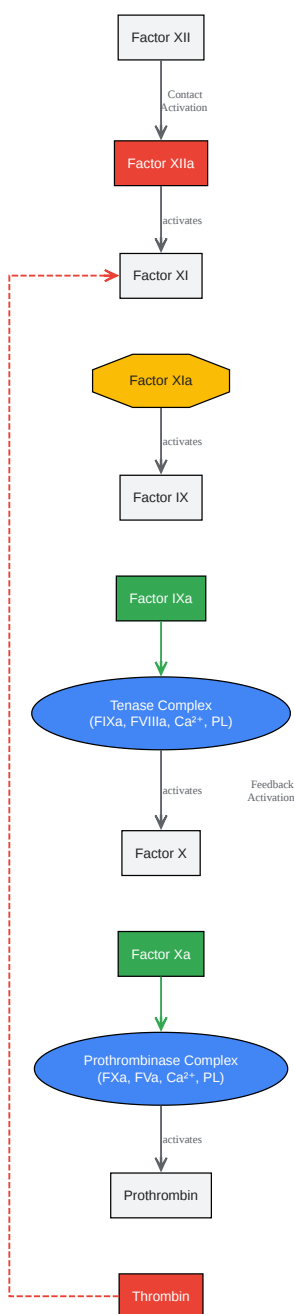 Factor XII
Contact
Activation
Factor XIIa
activates
Factor XI
Factor XIa
activates
Factor IX
Factor IXa
Tenase Complex
(FIXa, FVIIIa, Ca²⁺, PL)
activates
Feedback
Activation
Factor X
Factor Xa
Prothrombinase Complex
(FXa, FVa, Ca²⁺, PL)
activates
Prothrombin
Thrombin